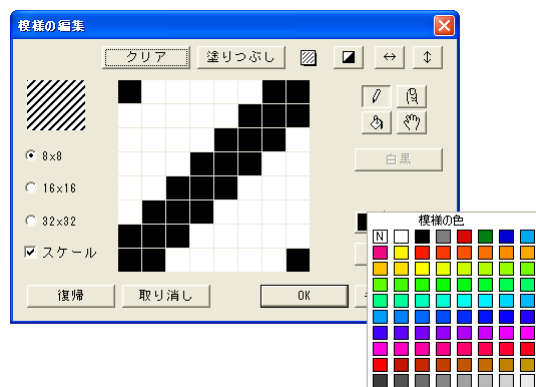 模様の編集
クリア 塗りつぶし
8x8
16x16
白黒
32x32
スケール
復帰 取り消し OK
模様の色
N